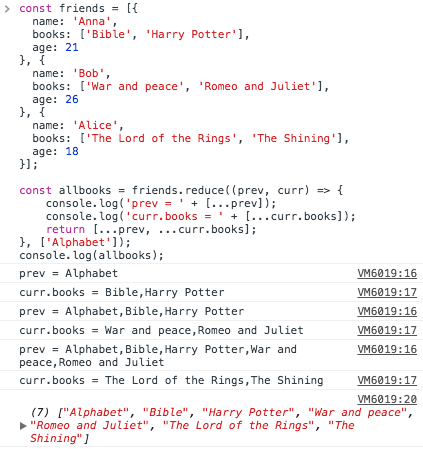 const friends = [{
name: 'Anna',
books: ['Bible', 'Harry Potter'],
age: 21
}, {
name: 'Bob',
books: ['War and peace', 'Romeo and Juliet'],
age: 26
}, {
name: 'Alice',
books: ['The Lord of the Rings', 'The Shining'],
age: 18
}];
const allbooks = friends.reduce((prev, curr) => {
console.log('prev = ' + [...prev]);
console.log('curr.books = ' + [...curr.books]);
return [...prev, ...curr.books];
}, ['Alphabet']);
console.log(allbooks);
prev = Alphabet VM6019:16
curr.books = Bible,Harry Potter VM6019:17
prev = Alphabet,Bible,Harry Potter VM6019:16
curr.books = War and peace,Romeo and Juliet VM6019:17
prev = Alphabet,Bible,Harry Potter,War and VM6019:16
peace,Romeo and Juliet
curr.books = The Lord of the Rings,The Shining VM6019:17
VM6019:20
(7) ["Alphabet", "Bible", "Harry Potter", "War and peace",
"Romeo and Juliet", "The Lord of the Rings", "The
Shining"]